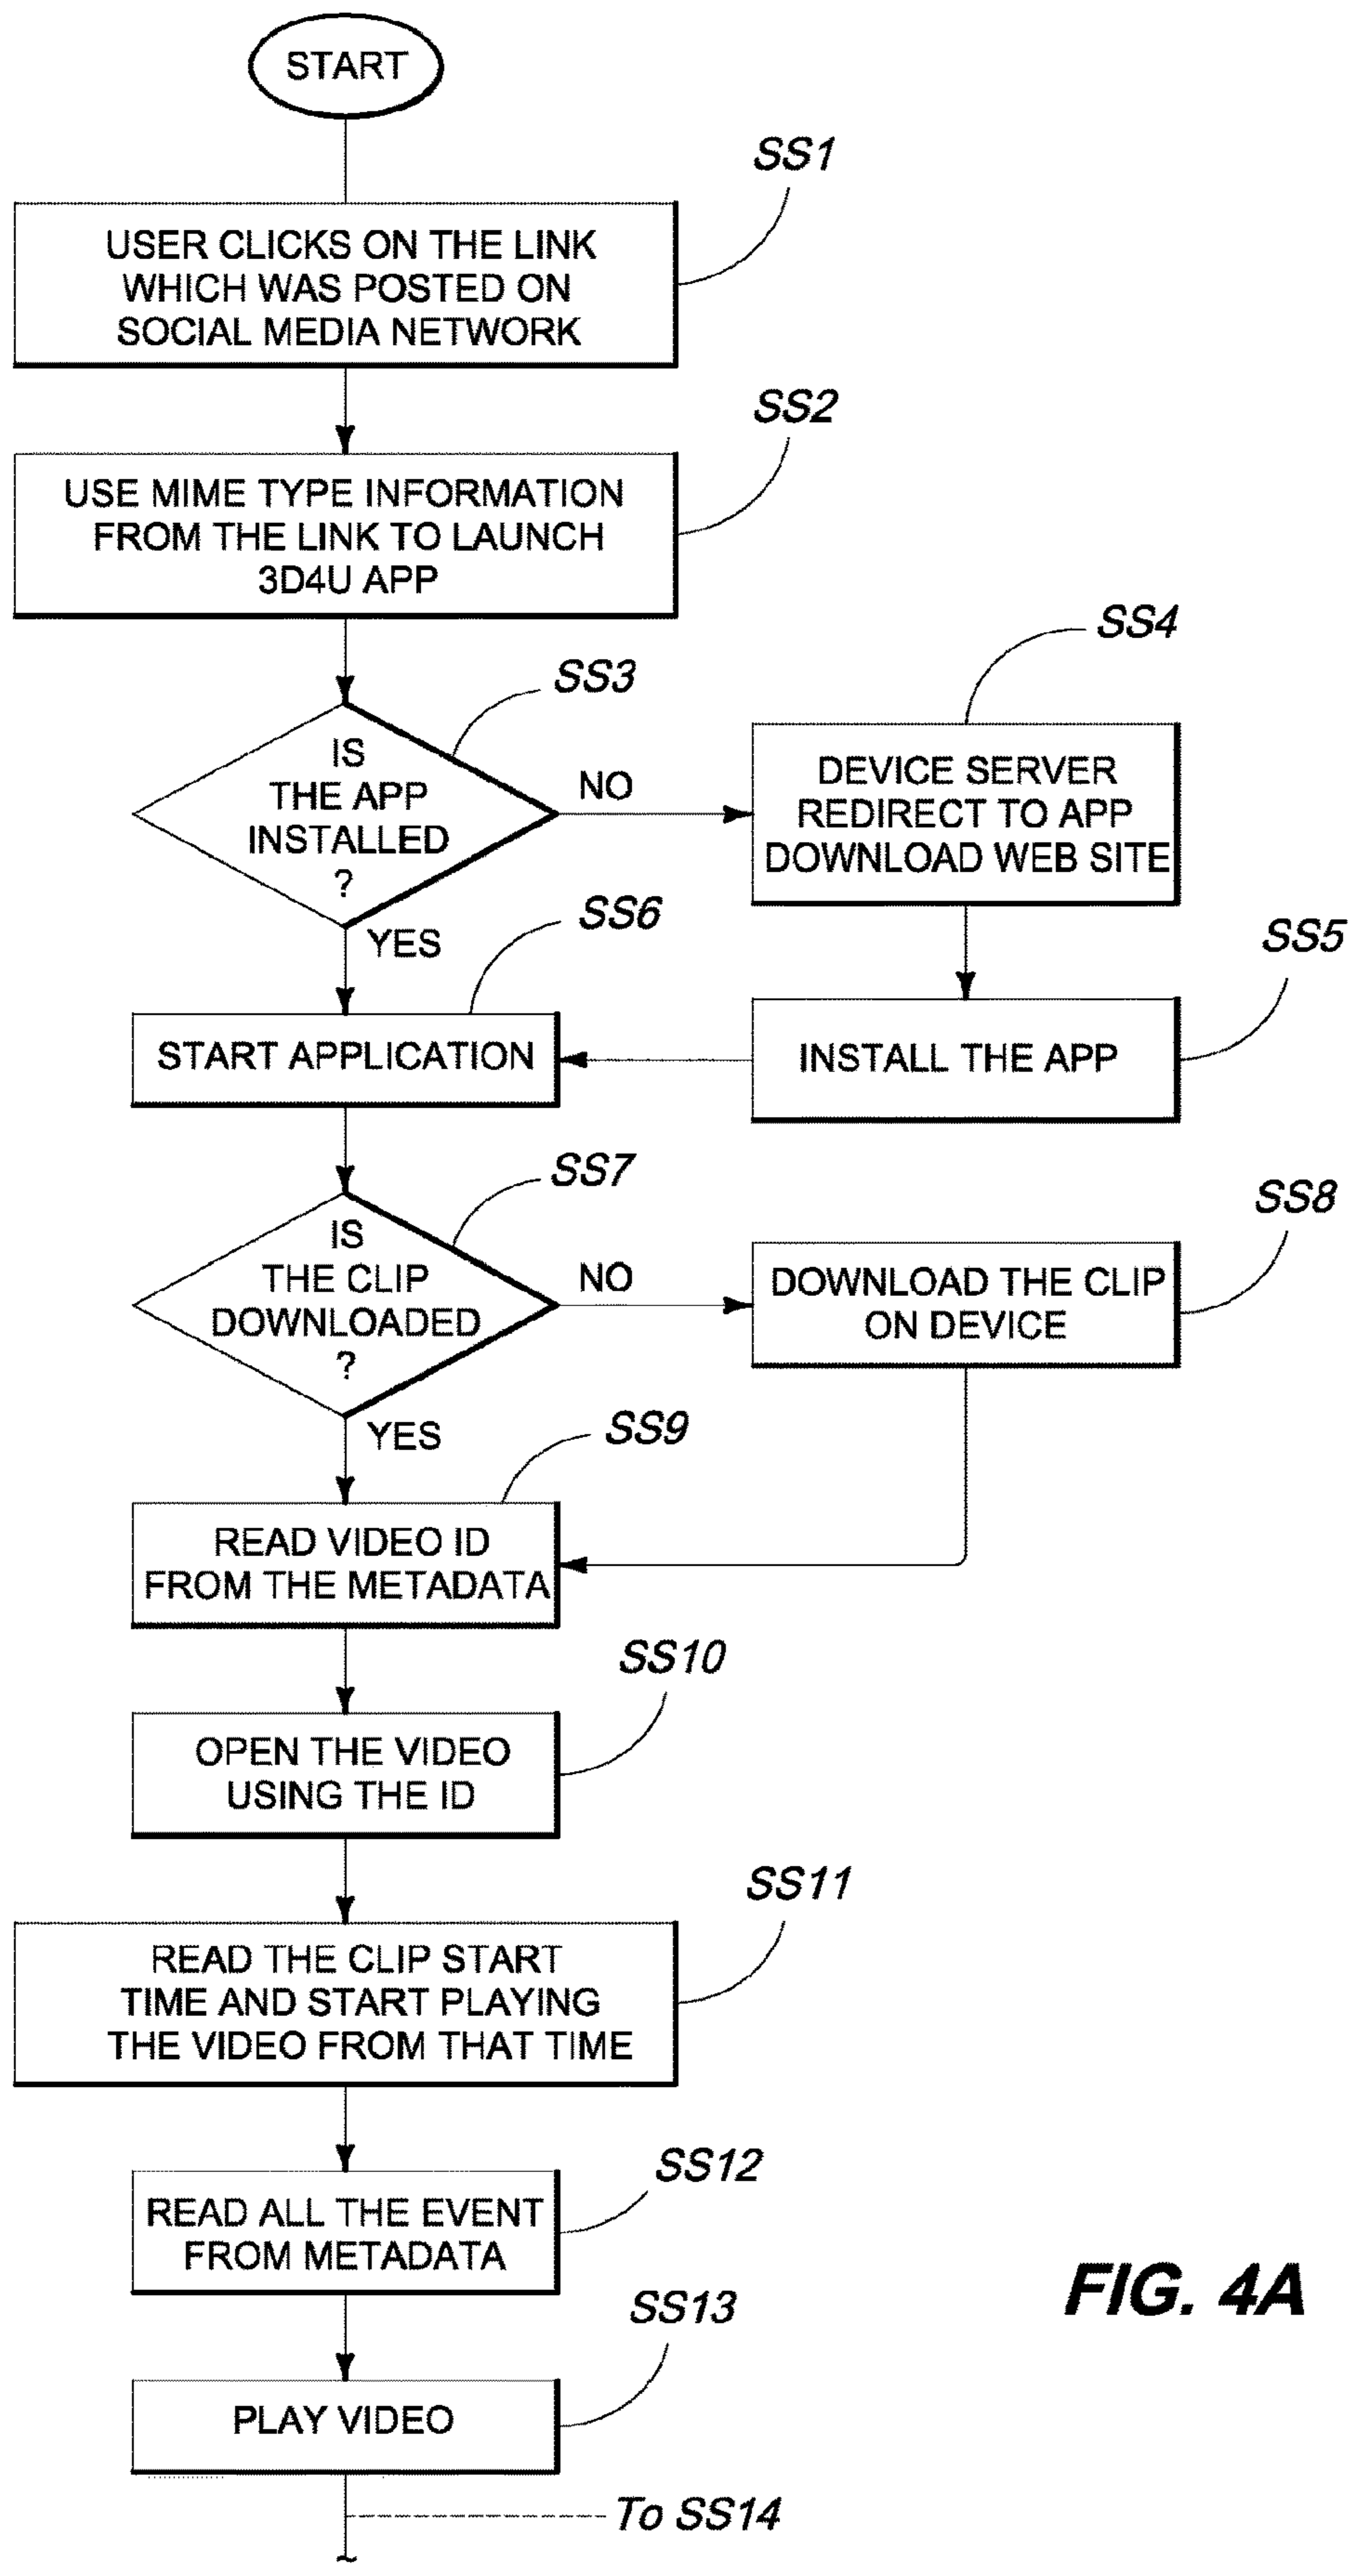 START
SS1
USER CLICKS ON THE LINK
WHICH WAS POSTED ON
SOCIAL MEDIA NETWORK
SS2
USE MIME TYPE INFORMATION
FROM THE LINK TO LAUNCH
3D4U APP
SS3
IS
THE APP
INSTALLED
?
NO
YES
SS4
DEVICE SERVER
REDIRECT TO APP
DOWNLOAD WEB SITE
SS5
INSTALL THE APP
SS6
START APPLICATION
SS7
IS
THE CLIP
DOWNLOADED
?
NO
YES
SS8
DOWNLOAD THE CLIP
ON DEVICE
SS9
READ VIDEO ID
FROM THE METADATA
SS10
OPEN THE VIDEO
USING THE ID
SS11
READ THE CLIP START
TIME AND START PLAYING
THE VIDEO FROM THAT TIME
SS12
READ ALL THE EVENT
FROM METADATA
SS13
PLAY VIDEO
To SS14
FIG. 4A